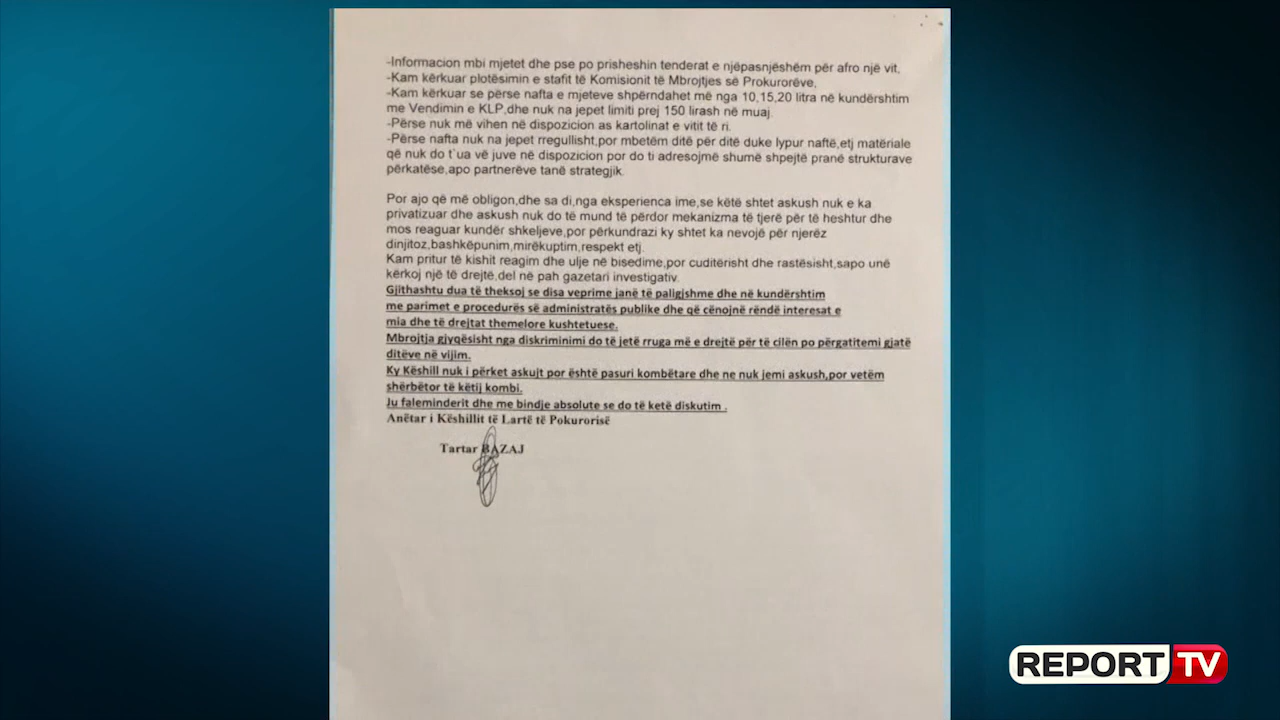 -Informacion mbi mjetet dhe pse po prisheshin tenderat e njëpasnjëshëm për afro një vit,
-Kam kërkuar plotësimin e stafit të Komisionit të Mbrojtjes së Prokurorëve,
-Kam kërkuar se përse nafta e mjeteve shpërndahet më nga 10,15,20 litra në kundërshtim
me Vendimin e KLP,dhe nuk na jepet limiti prej 150 lirash në muaj.
-Përse nuk më vihen në dispozicion as kartolinat e vitit të ri.
-Përse nafta nuk na jepet rregullisht,por mbetëm ditë për ditë duke lypur naftë,etj matëriale
që nuk do t`ua vë juve në dispozicion por do ti adresojmë shumë shpejtë pranë strukturave
përkatëse,apo partnerëve tanë strategjik.
Por ajo që më obligon,dhe sa di,nga eksperienca ime,se këtë shtet askush nuk e ka
privatizuar dhe askush nuk do të mund të përdor mekanizma të tjerë për të heshtur dhe
mos reaguar kundër shkeljeve,por përkundrazi ky shtet ka nevojë për njerëz
dinjitoz,bashkëpunim,mirëkuptim,respekt etj.
Kam pritur të kishit reagim dhe ulje në bisedime,por cuditërisht dhe rastësisht,sapo unë
kërkoj një të drejtë,del në pah gazetari investigativ.
Gjithashtu dua të theksoj se disa veprime janë të paligjshme dhe në kundërshtim
me parimet e procedurës së administratës publike dhe që cënojnë rëndë interesat e
mia dhe të drejtat themelore kushtetuese.
Mbrojtja gjyqësisht nga diskriminimi do të jetë rruga më e drejtë për të cilën po përgatitemi gjatë
ditëve në vijim.
Ky Këshill nuk i përket askujt por është pasuri kombëtare dhe ne nuk jemi askush,por vetëm
shërbëtor të këtij kombi.
Ju faleminderit dhe me bindje absolute se do të ketë diskutim .
Anëtar i Këshillit të Lartë të Pokurorisë
Tartar BAZAJ
REPORT TV